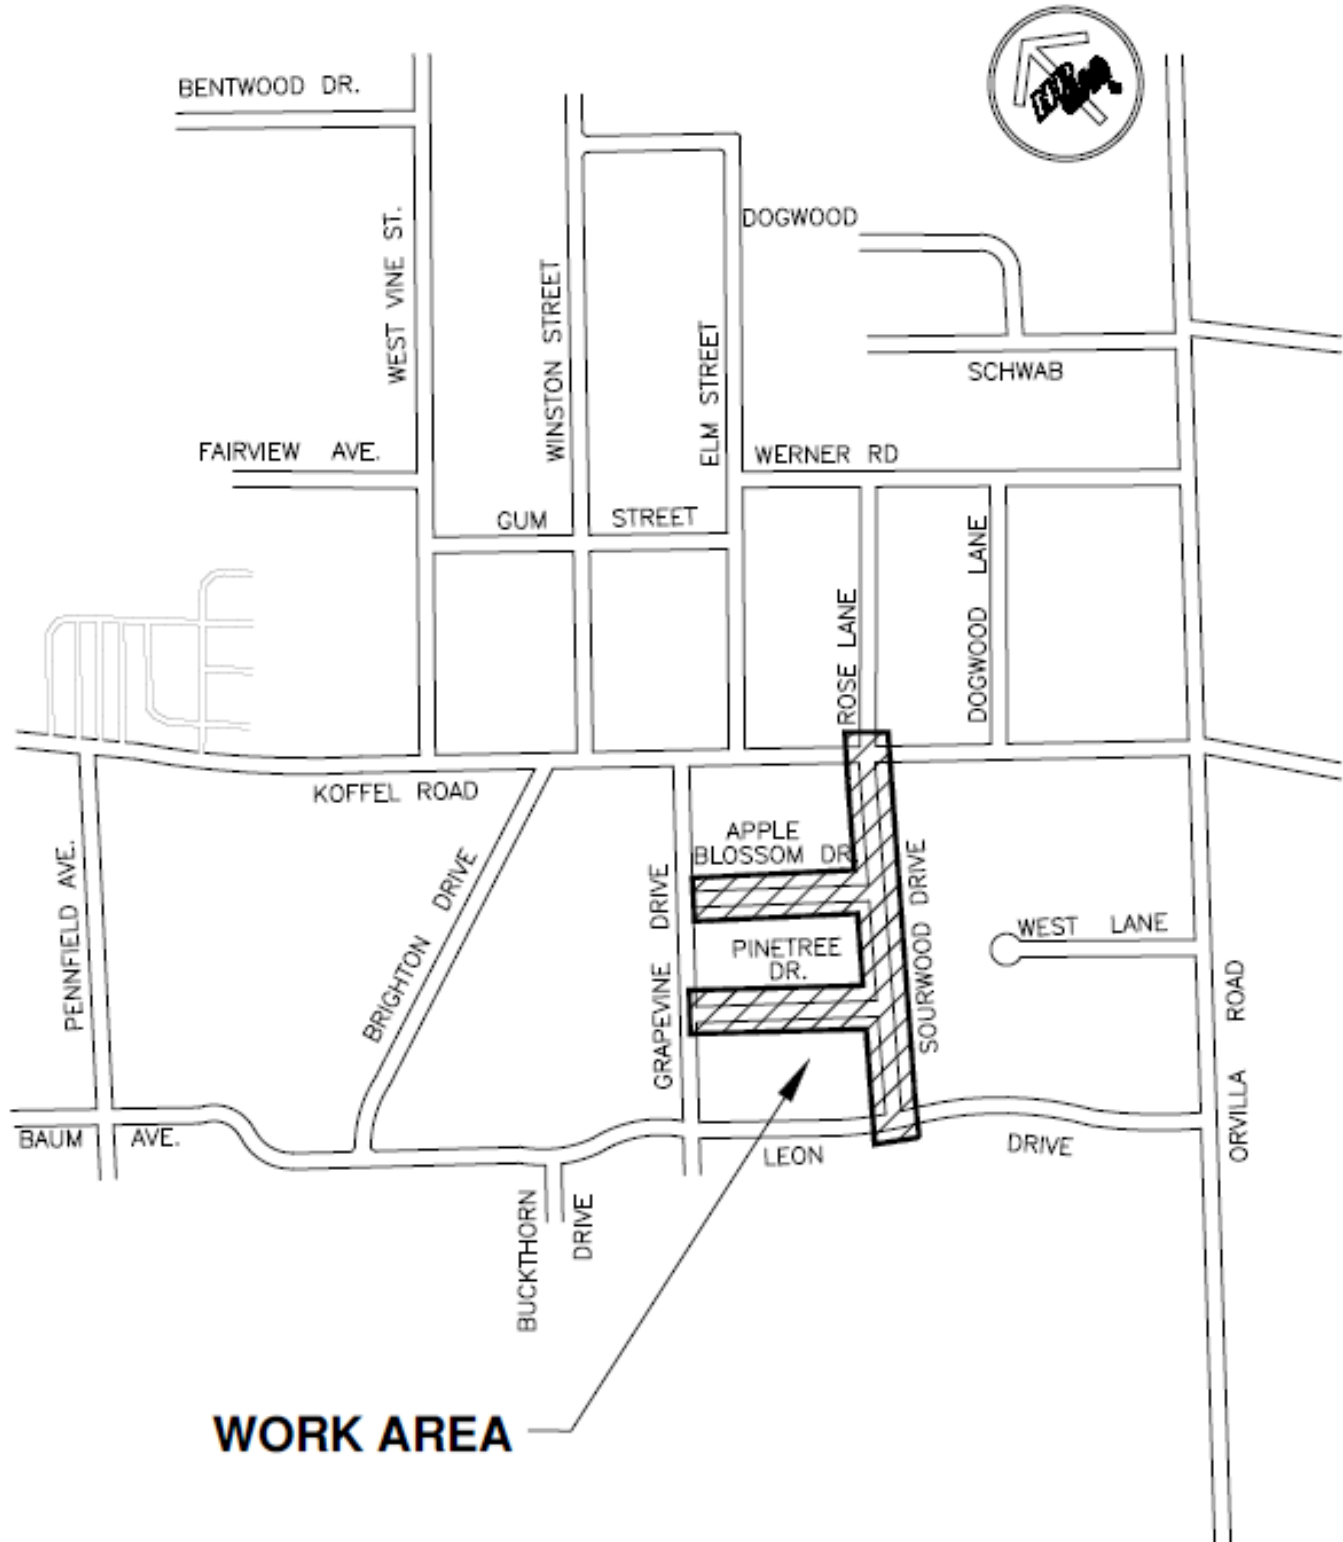 BENTWOOD DR.
WEST VINE ST.
WINSTON STREET
DOGWOOD
ELM STREET
SCHWAB
FAIRVIEW AVE.
WERNER RD
GUM STREET
ROSE LANE
DOGWOOD LANE
KOFFEL ROAD
APPLE
BLOSSOM DR
PENNFIELD AVE.
BRIGHTON DRIVE
GRAPEVINE DRIVE
PINETREE
DR.
SOURWOOD DRIVE
WEST LANE
ORVILLA ROAD
BAUM AVE.
LEON DRIVE
BUCKTHORN
DRIVE
WORK AREA